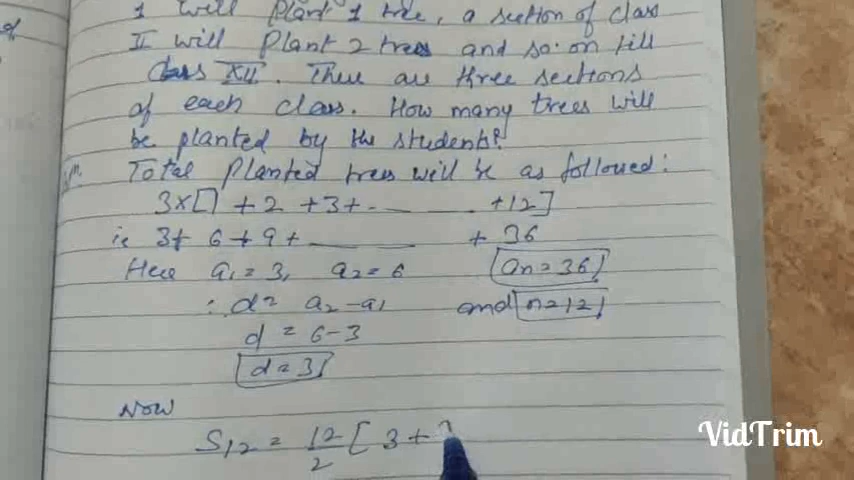 1 will plant 1 tree, a section of class
II will Plant 2 trees and so on till
Class XII. There are three sections
of each class. How many trees will
be planted by the students?
Total Planted trees will be as followed:
3×[1 +2 +3+- — — — +12]
ie 3+ 6+9+ — — — + 36
Here a1 = 3, a2 = 6 an = 36
∴ d = a2 - a1 and n = 12
d = 6-3
d = 3
Now
S12 = 12/2 [ 3 +
VidTrim